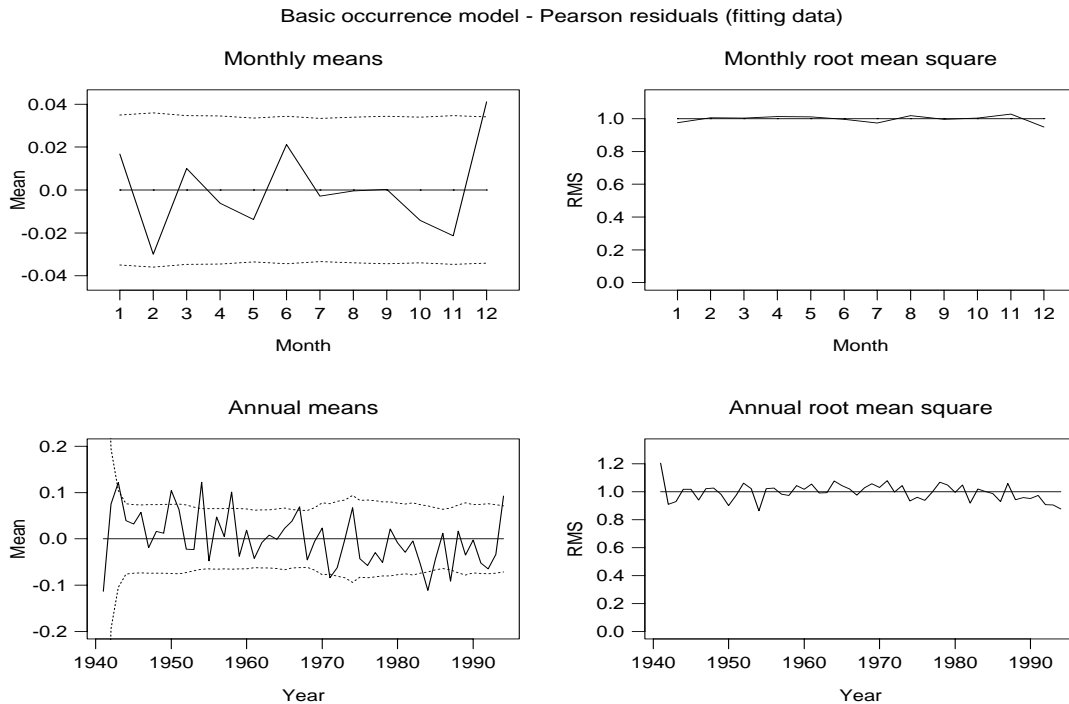 Basic occurrence model - Pearson residuals (fitting data)
Monthly means
Mean
0.04
0.02
0.0
-0.02
-0.04
1 2 3 4 5 6 7 8 9 10 11 12
Month
Monthly root mean square
RMS
1.0
0.8
0.6
0.4
0.2
0.0
1 2 3 4 5 6 7 8 9 10 11 12
Month
Annual means
Mean
0.2
0.1
0.0
-0.1
-0.2
1940 1950 1960 1970 1980 1990
Year
Annual root mean square
RMS
1.2
1.0
0.8
0.6
0.4
0.2
0.0
1940 1950 1960 1970 1980 1990
Year